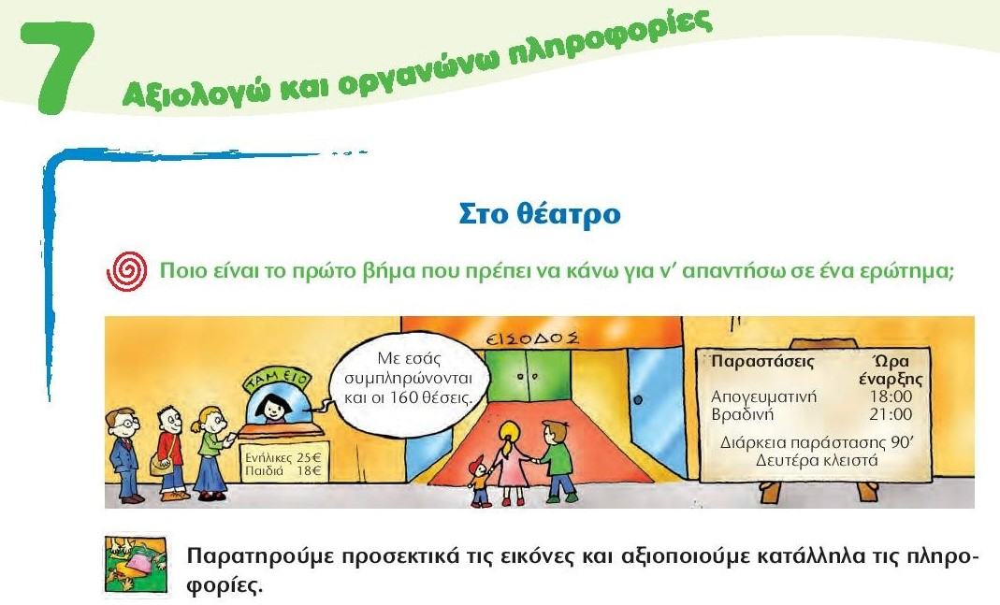 7
Αξιολογώ και οργανώνω πληροφορίες
Στο θέατρο
Ποιο είναι το πρώτο βήμα που πρέπει να κάνω για ν’ απαντήσω σε ένα ερώτημα;
ΕΙΣΟΔΟΣ
ΤΑΜΕΙΟ
Με εσάς
συμπληρώνονται
και οι 160 θέσεις.
Ενήλικες 25€
Παιδιά 18€
Παραστάσεις Ώρα
έναρξης
Απογευματινή 18:00
Βραδινή 21:00
Διάρκεια παράστασης 90’
Δευτέρα κλειστά
Παρατηρούμε προσεκτικά τις εικόνες και αξιοποιούμε κατάλληλα τις πληρο-
φορίες.